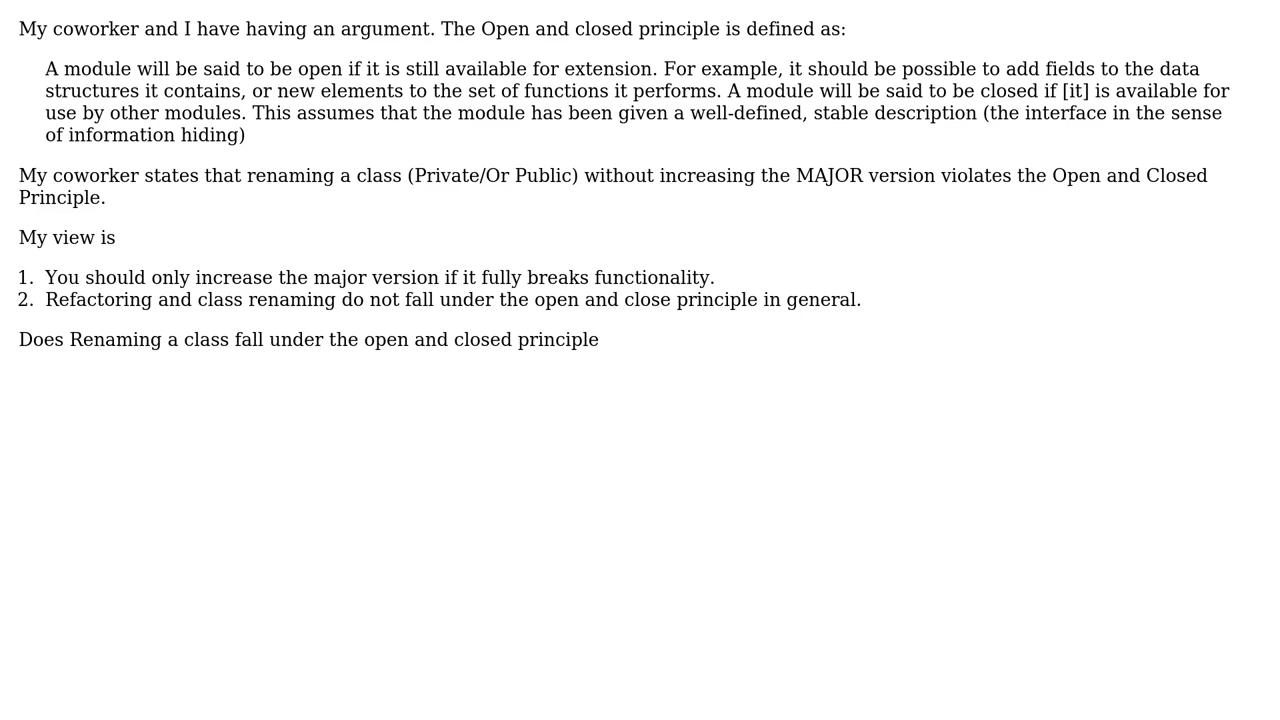 My coworker and I have having an argument. The Open and closed principle is defined as:
A module will be said to be open if it is still available for extension. For example, it should be possible to add fields to the data
structures it contains, or new elements to the set of functions it performs. A module will be said to be closed if [it] is available for
use by other modules. This assumes that the module has been given a well-defined, stable description (the interface in the sense
of information hiding)
My coworker states that renaming a class (Private/Or Public) without increasing the MAJOR version violates the Open and Closed
Principle.
My view is
1. You should only increase the major version if it fully breaks functionality.
2. Refactoring and class renaming do not fall under the open and close principle in general.
Does Renaming a class fall under the open and closed principle